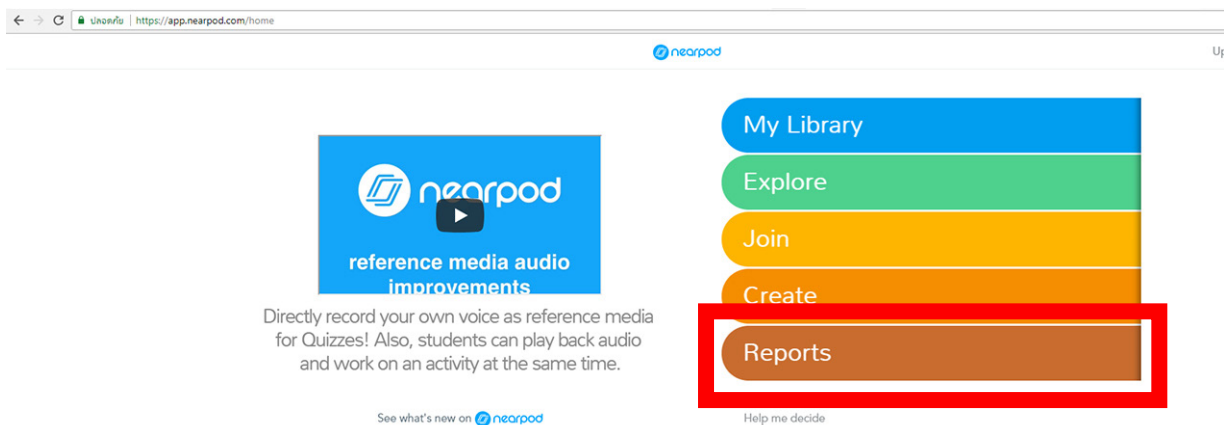 ปลอดภัย | https://app.nearpod.com/home
nearpod
Up
nearpod
reference media audio
improvements
Directly record your own voice as reference media
for Quizzes! Also, students can play back audio
and work on an activity at the same time.
See what's new on nearpod
My Library
Explore
Join
Create
Reports
Help me decide